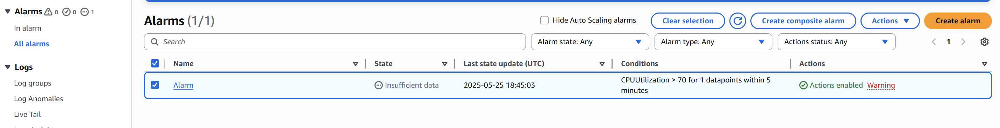 Alarms 0 0 1
In alarm
All alarms
Logs
Log groups
Log Anomalies
Live Tail
Alarms (1/1)
Hide Auto Scaling alarms
Clear selection
Create composite alarm
Actions
Create alarm
Search
Alarm state: Any
Alarm type: Any
Actions status: Any
1
Name
State
Last state update (UTC)
Conditions
Actions
Alarm
Insufficient data
2025-05-25 18:45:03
CPUUtilization > 70 for 1 datapoints within 5
minutes
Actions enabled Warning